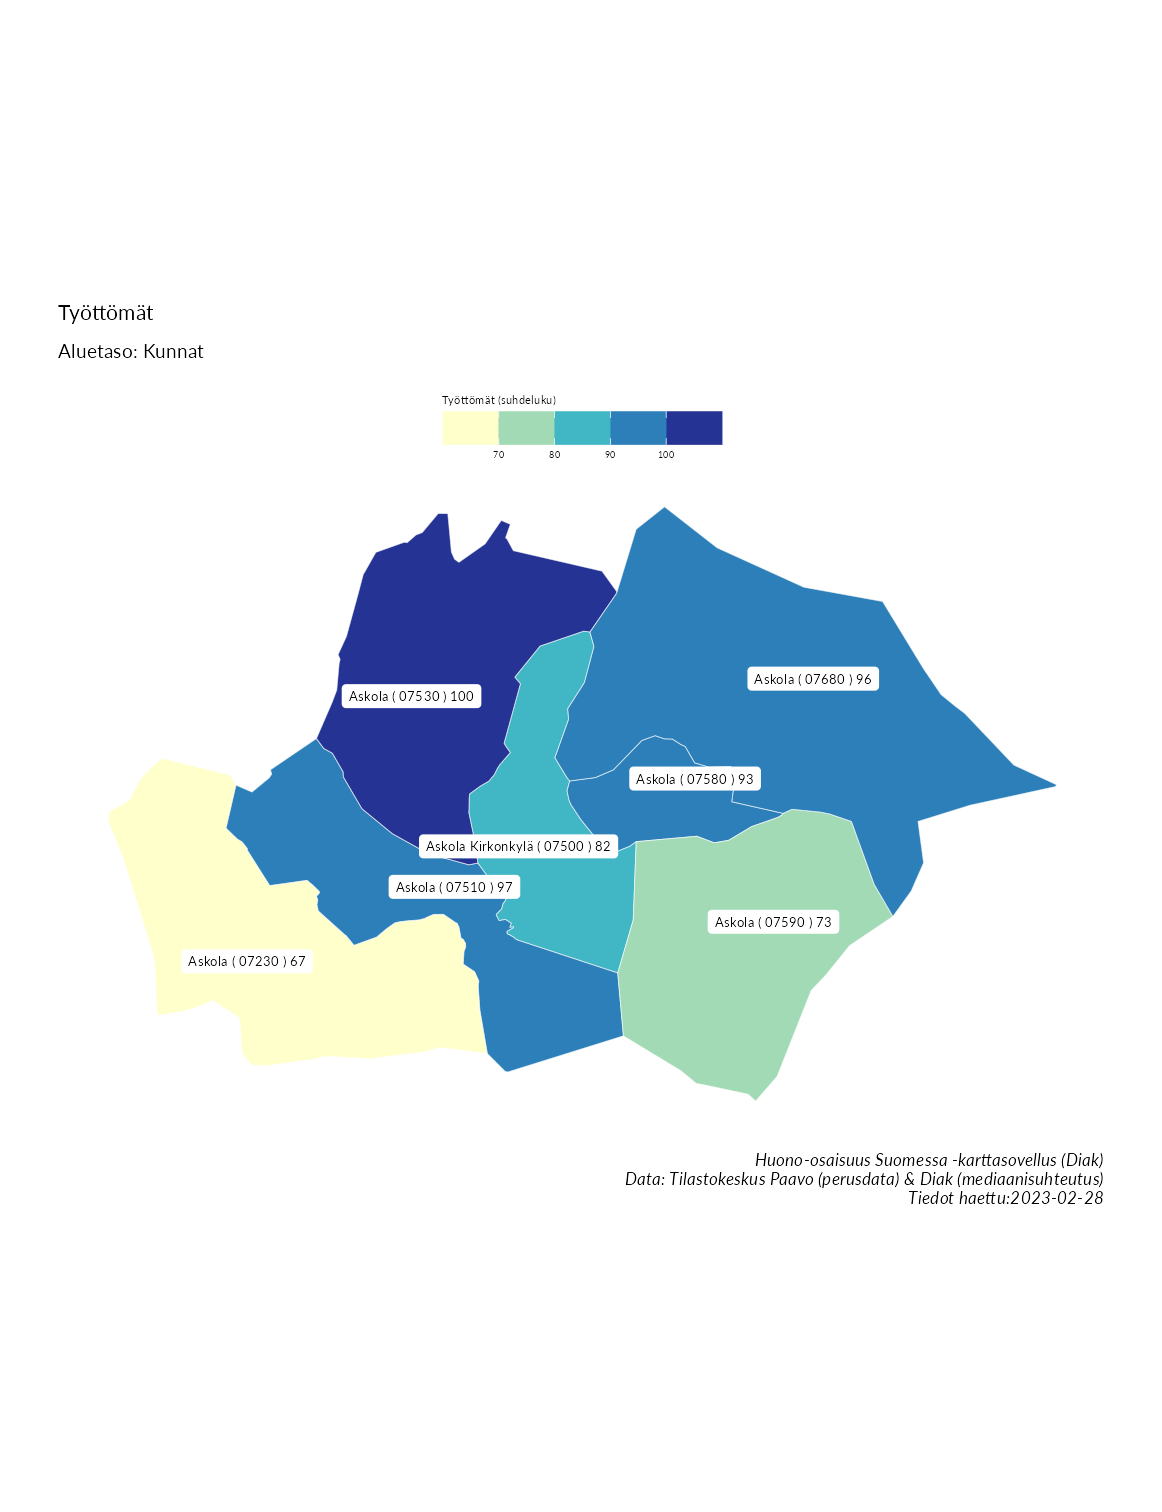 Työttömät
Aluetaso: Kunnat
Työttömät (suhdeluku)
70 80 90 100
Askola ( 07680 ) 96
Askola ( 07530 ) 100
Askola ( 07580 ) 93
Askola Kirkonkylä ( 07500 ) 82
Askola ( 07510 ) 97
Askola ( 07590 ) 73
Askola ( 07230 ) 67
Huono-osaisuus Suomessa -karttasovellus (Diak)
Data: Tilastokeskus Paavo (perusdata) & Diak (mediaanisuhteutus)
Tiedot haettu:2023-02-28